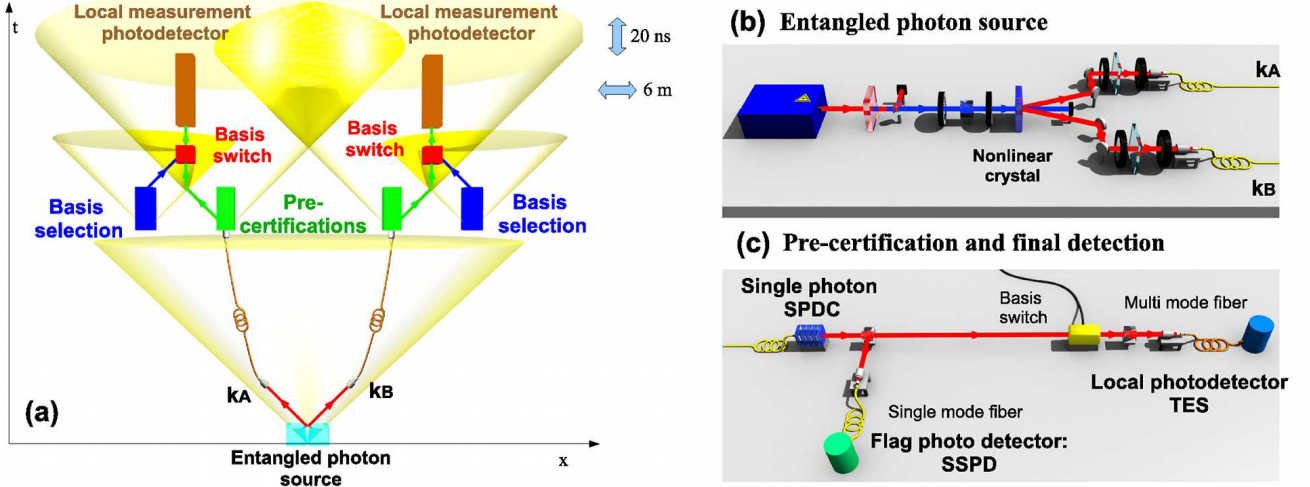 t
Local measurement
photodetector
Local measurement
photodetector
20 ns
6 m
Basis
switch
Basis
switch
Basis
selection
Pre-
certifications
Basis
selection
kA
kB
(a)
Entangled photon
source
x
(b) Entangled photon source
kA
Nonlinear
crystal
kB
(c) Pre-certification and final detection
Single photon
SPDC
Basis
switch
Multi mode fiber
Local photodetector
TES
Single mode fiber
Flag photo detector:
SSPD